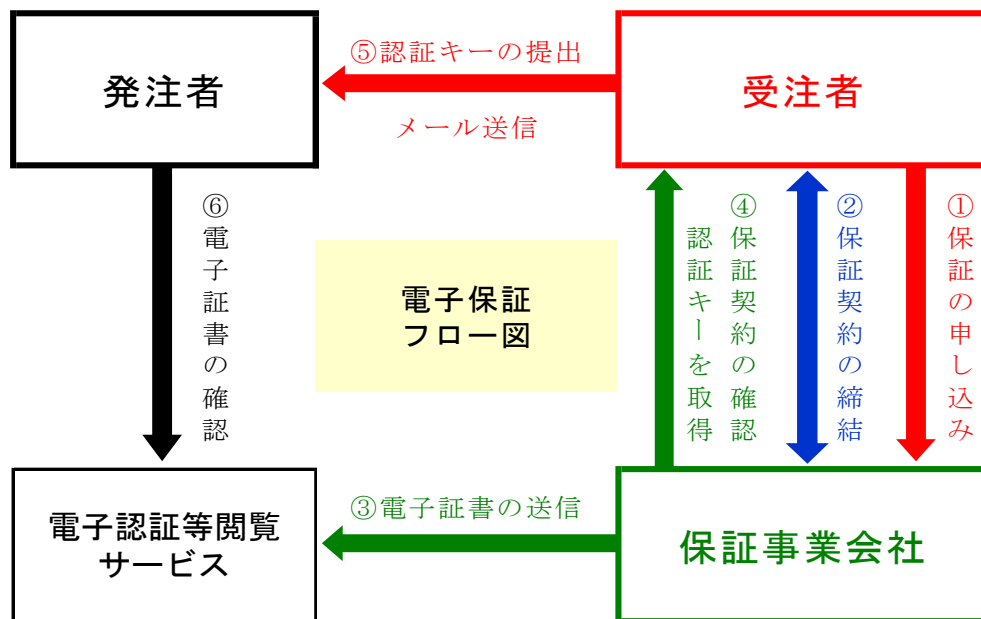 発注者
⑤認証キーの提出
メール送信
受注者
⑥電子証書の確認
電子保証
フロー図
認証キーを取得
④保証契約の確認
②保証契約の締結
①保証の申し込み
電子認証等閲覧
サービス
③電子証書の送信
保証事業会社